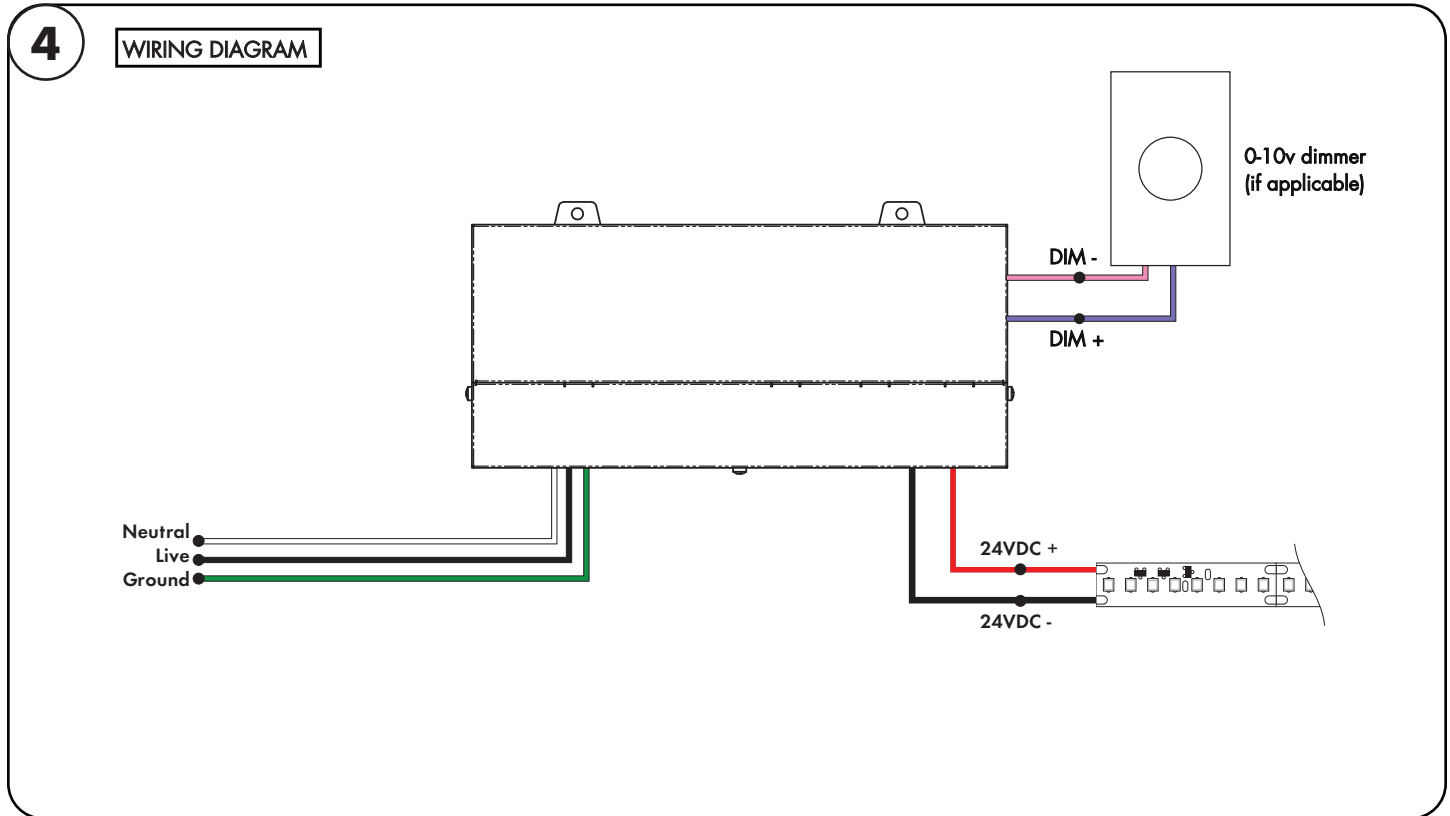 4
WIRING DIAGRAM
0-10v dimmer
(if applicable)
DIM -
DIM +
Neutral
Live
Ground
24VDC +
24VDC -